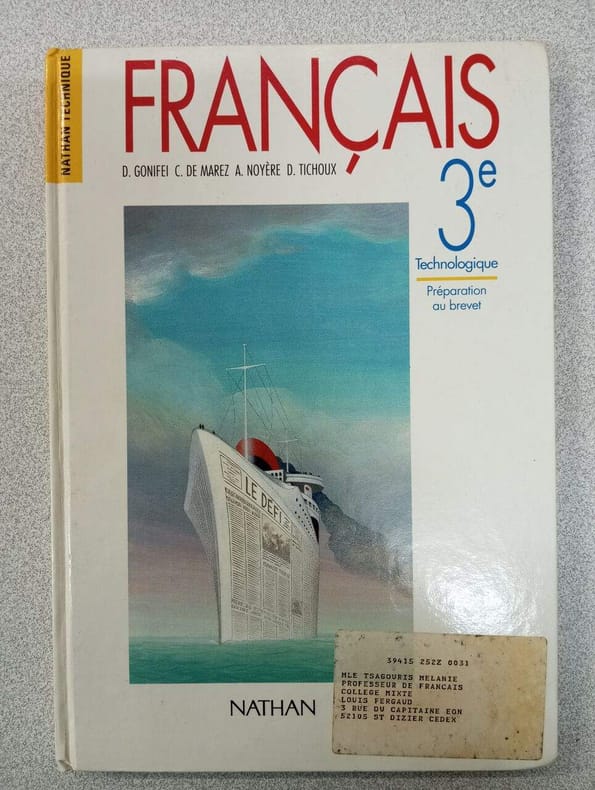 NATHAN TECHNIQUE
FRANÇAIS
D. GONIFEI C. DE MAREZ A. NOYÈRE D. TICHOUX
3e
Technologique
Préparation
au brevet
LE DEFI
NATHAN
39415 252Z 0031
MLE TSAGOURIS MELANIE
PROFESSEUR DE FRANCAIS
COLLEGE MIXTE
LOUIS FERGAUD
3 RUE DU CAPITAINE EON
52105 ST DIZIER CEDEX